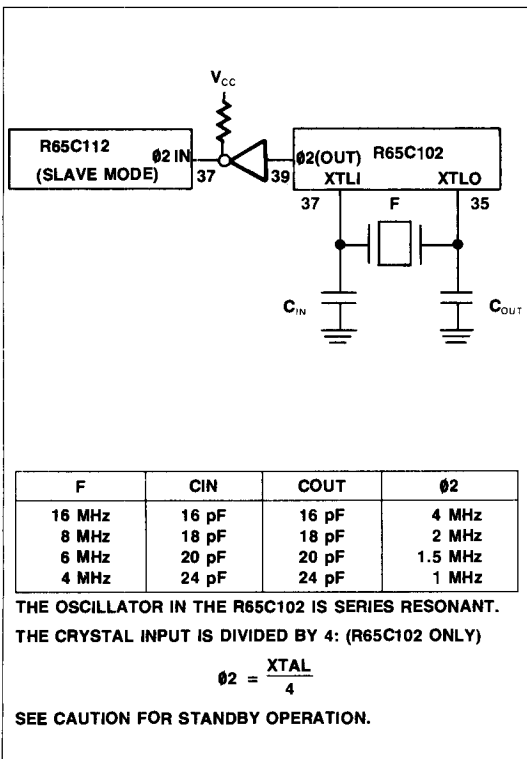 VCC
R65C112
(SLAVE MODE)
Ø2 IN
37
39
Ø2(OUT)
R65C102
XTLI
XTLO
37
F
35
CIN
COUT
F CIN COUT Ø2
16 MHz 16 pF 16 pF 4 MHz
8 MHz 18 pF 18 pF 2 MHz
6 MHz 20 pF 20 pF 1.5 MHz
4 MHz 24 pF 24 pF 1 MHz
THE OSCILLATOR IN THE R65C102 IS SERIES RESONANT.
THE CRYSTAL INPUT IS DIVIDED BY 4: (R65C102 ONLY)
Ø2 = XTAL
4
SEE CAUTION FOR STANDBY OPERATION.